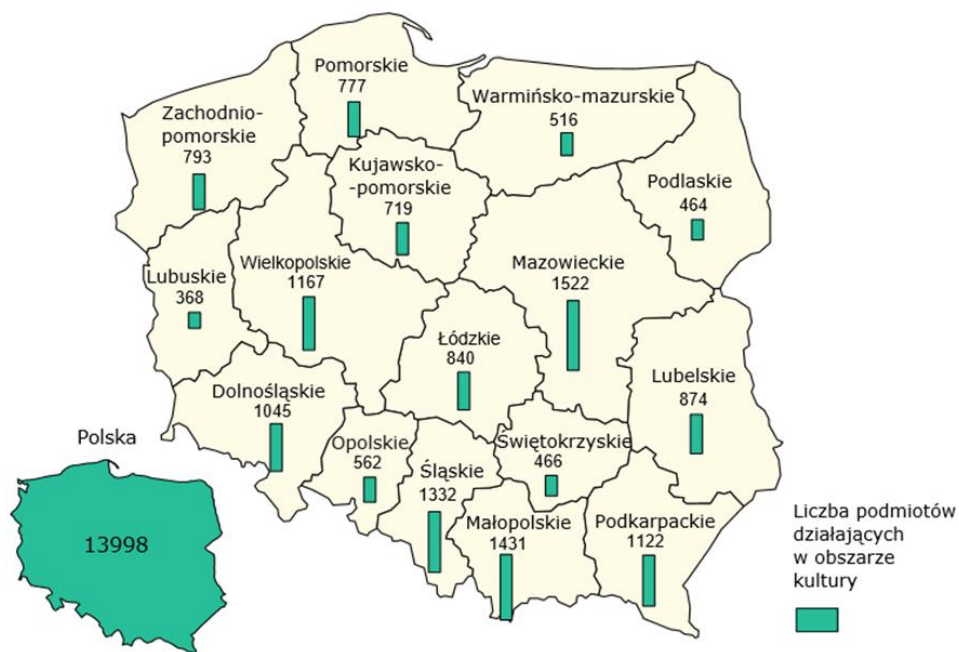 Pomorskie
777
Warmińsko-mazurskie
516
Zachodnio-
pomorskie
793
Kujawsko-
-pomorskie
719
Podlaskie
464
Lubuskie
368
Wielkopolskie
1167
Mazowieckie
1522
Łódzkie
840
Lubelskie
874
Dolnośląskie
1045
Opolskie
562
Śląskie
1332
Świętokrzyskie
466
Małopolskie
1431
Podkarpackie
1122
Polska
13998
Liczba podmiotów
działających
w obszarze
kultury